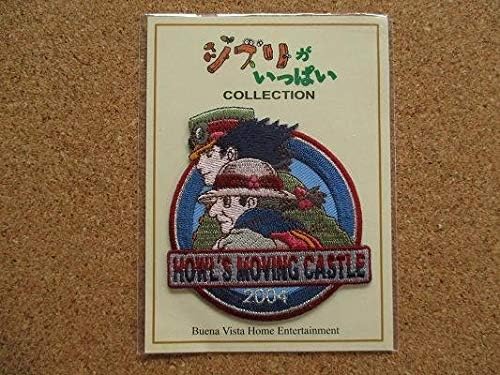 ジブリが
いっぱい
COLLECTION
HOWL'S MOVING CASTLE
2004
Buena Vista Home Entertainment